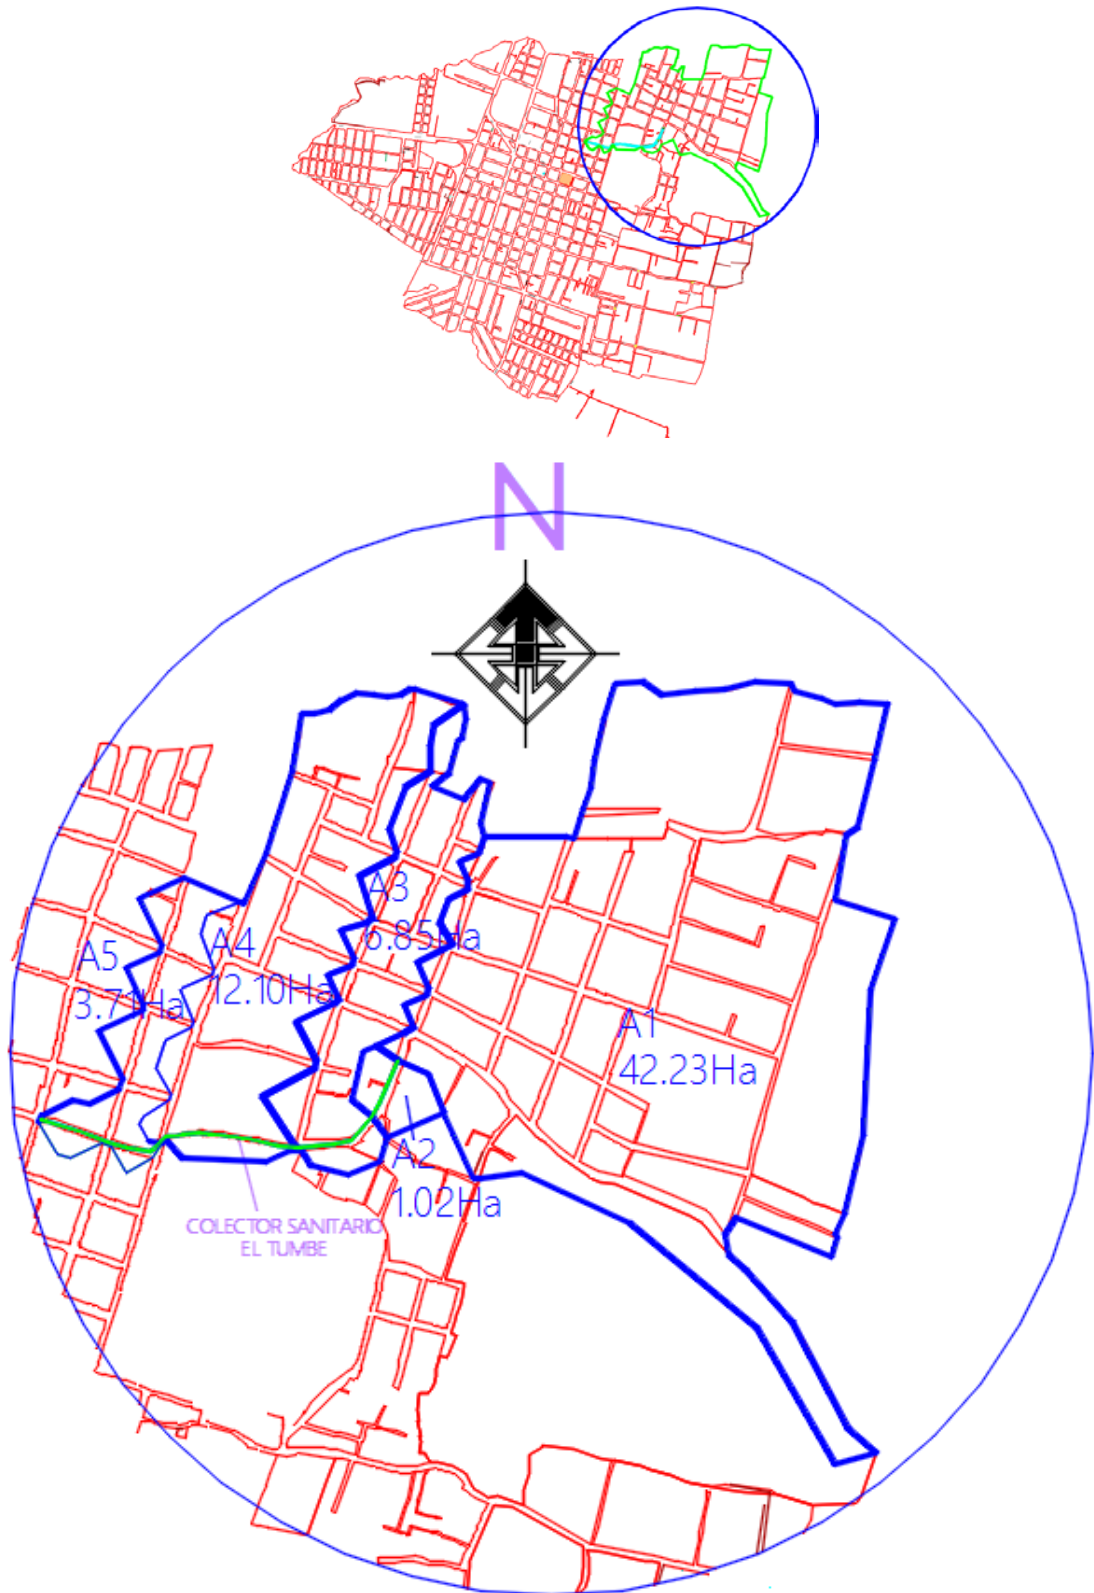 N
A3
6.85Ha
A4
12.10Ha
A5
3.71Ha
A1
42.23Ha
A2
1.02Ha
COLECTOR SANITARIO
EL TUMBE